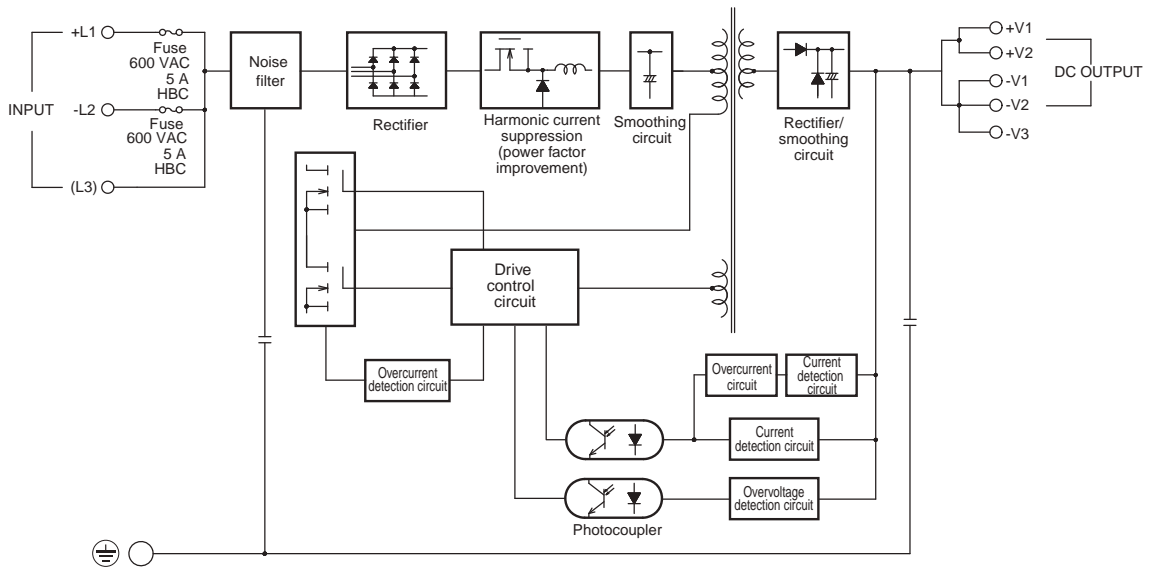 INPUT
+L1
Fuse
600 VAC
5 A
HBC
-L2
Fuse
600 VAC
5 A
HBC
(L3)
Noise
filter
Rectifier
Harmonic current
suppression
(power factor
improvement)
Smoothing
circuit
Rectifier/
smoothing
circuit
+V1
+V2
-V1
-V2
-V3
DC OUTPUT
Drive
control
circuit
Overcurrent
detection circuit
Overcurrent
circuit
Current
detection
circuit
Current
detection circuit
Overvoltage
detection circuit
Photocoupler